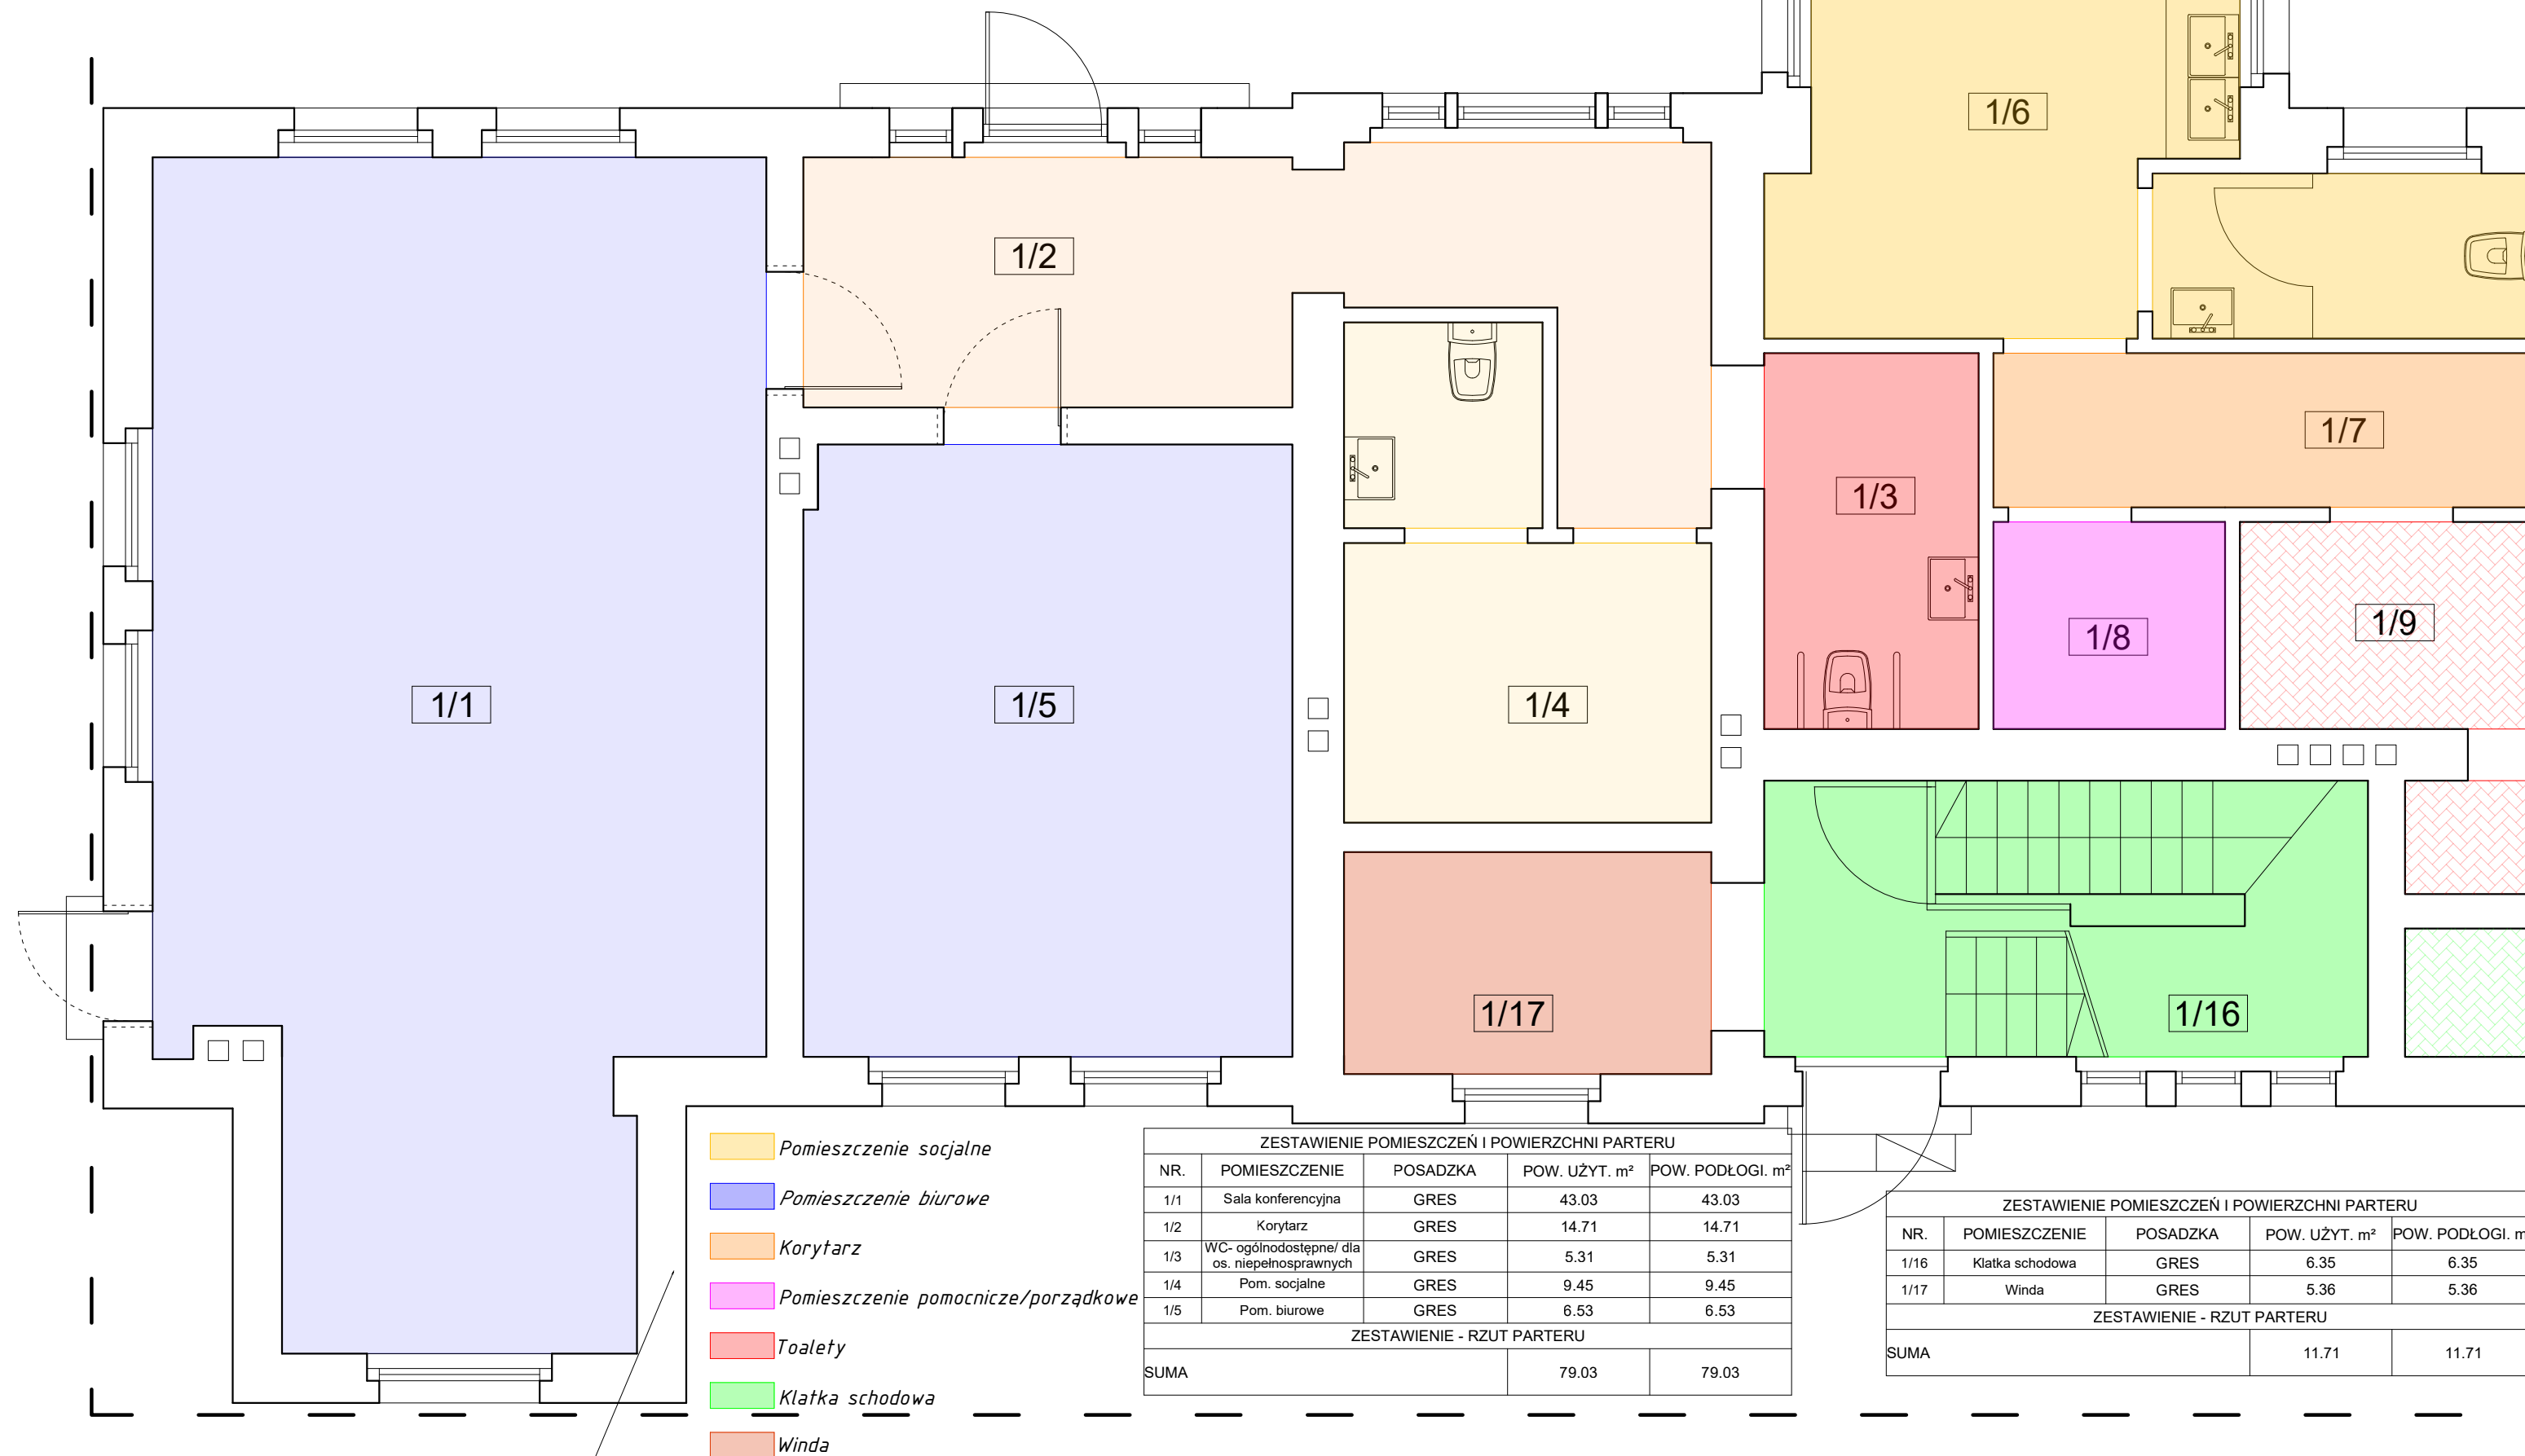 1/6
1/2
1/7
1/3
1/9
1/8
1/1
1/5
1/4
1/17
1/16
Pomieszczenie socjalne
Pomieszczenie biurowe
Korytarz
Pomieszczenie pomocnicze/porządkowe
Toalety
Klatka schodowa
Winda
ZESTAWIENIE POMIESZCZEŃ I POWIERZCHNI PARTERU
NR. POMIESZCZENIE POSADZKA POW. UŻYT. m² POW. PODŁOGI. m²
1/1 Sala konferencyjna GRES 43.03 43.03
1/2 Korytarz GRES 14.71 14.71
1/3 WC- ogólnodostępne/ dla os. niepełnosprawnych GRES 5.31 5.31
1/4 Pom. socjalne GRES 9.45 9.45
1/5 Pom. biurowe GRES 6.53 6.53
ZESTAWIENIE - RZUT PARTERU
SUMA 79.03 79.03
ZESTAWIENIE POMIESZCZEŃ I POWIERZCHNI PARTERU
NR. POMIESZCZENIE POSADZKA POW. UŻYT. m² POW. PODŁOGI. m
1/16 Klatka schodowa GRES 6.35 6.35
1/17 Winda GRES 5.36 5.36
ZESTAWIENIE - RZUT PARTERU
SUMA 11.71 11.71